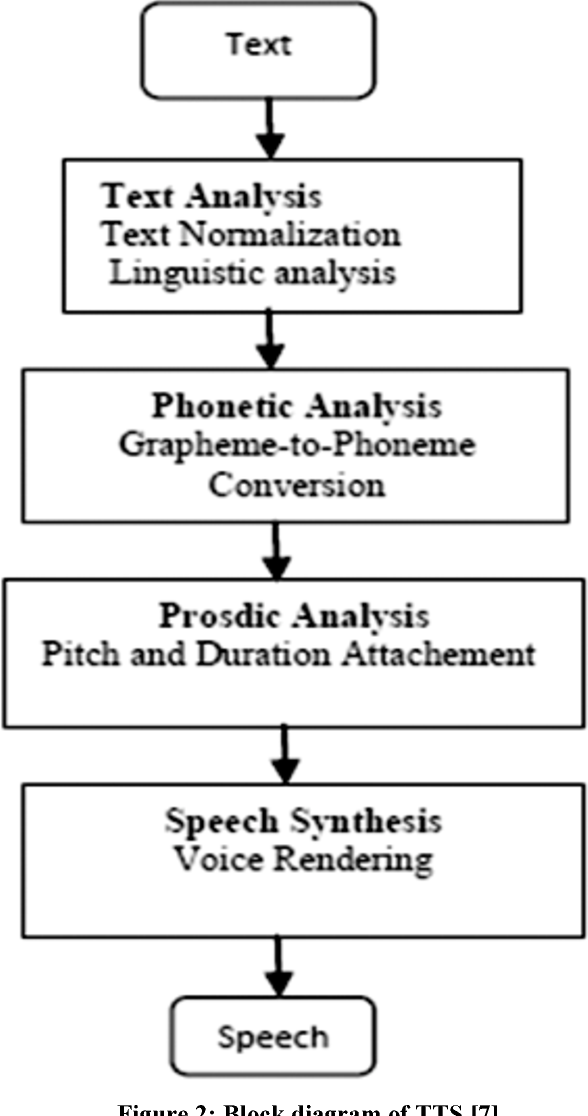 Text
Text Analysis
Text Normalization
Linguistic analysis
Phonetic Analysis
Grapheme-to-Phoneme
Conversion
Prosdic Analysis
Pitch and Duration Attachement
Speech Synthesis
Voice Rendering
Speech
Figure 2: Block diagram of TTS [7]